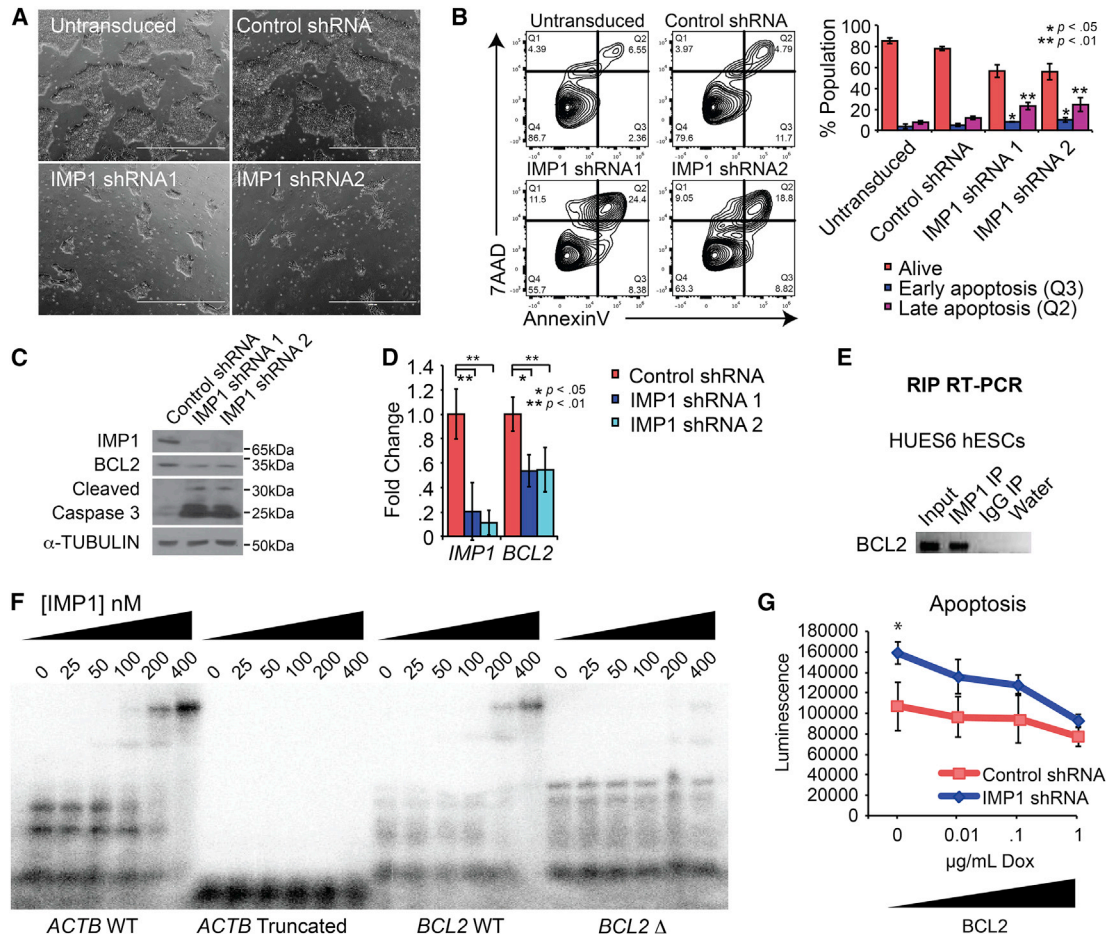 A
Untransduced
Control shRNA
IMP1 shRNA1
IMP1 shRNA2
B
Untransduced
Control shRNA
Q1
4.39
Q2
6.55
Q4
86.7
Q3
2.36
Q1
3.97
Q2
4.79
Q4
79.6
Q3
11.7
IMP1 shRNA1
IMP1 shRNA2
Q1
11.5
Q2
24.4
Q4
55.7
Q3
8.38
Q1
9.05
Q2
18.8
Q4
63.3
Q3
8.82
7AAD
AnnexinV
% Population
100
80
60
40
20
0
* p < .05
** p < .01
* ** * **
Untransduced
Control shRNA
IMP1 shRNA 1
IMP1 shRNA 2
Alive
Early apoptosis (Q3)
Late apoptosis (Q2)
C
Control shRNA
IMP1 shRNA 1
IMP1 shRNA 2
IMP1
65kDa
BCL2
35kDa
Cleaved
Caspase 3
30kDa
25kDa
α-TUBULIN
50kDa
D
Fold Change
1.4
1.2
1.0
.8
.6
.4
.2
0
** **
** *
* p < .05
** p < .01
IMP1 BCL2
Control shRNA
IMP1 shRNA 1
IMP1 shRNA 2
E
RIP RT-PCR
HUES6 hESCs
Input
IMP1 IP
IgG IP
Water
BCL2
F
[IMP1] nM
0 25 50 100 200 400
0 25 50 100 200 400
0 25 50 100 200 400
0 25 50 100 200 400
ACTB WT
ACTB Truncated
BCL2 WT
BCL2 Δ
G
Apoptosis
Luminescence
180000
160000
140000
120000
100000
80000
60000
40000
20000
0
*
Control shRNA
IMP1 shRNA
0 0.01 .1 1
µg/mL Dox
BCL2